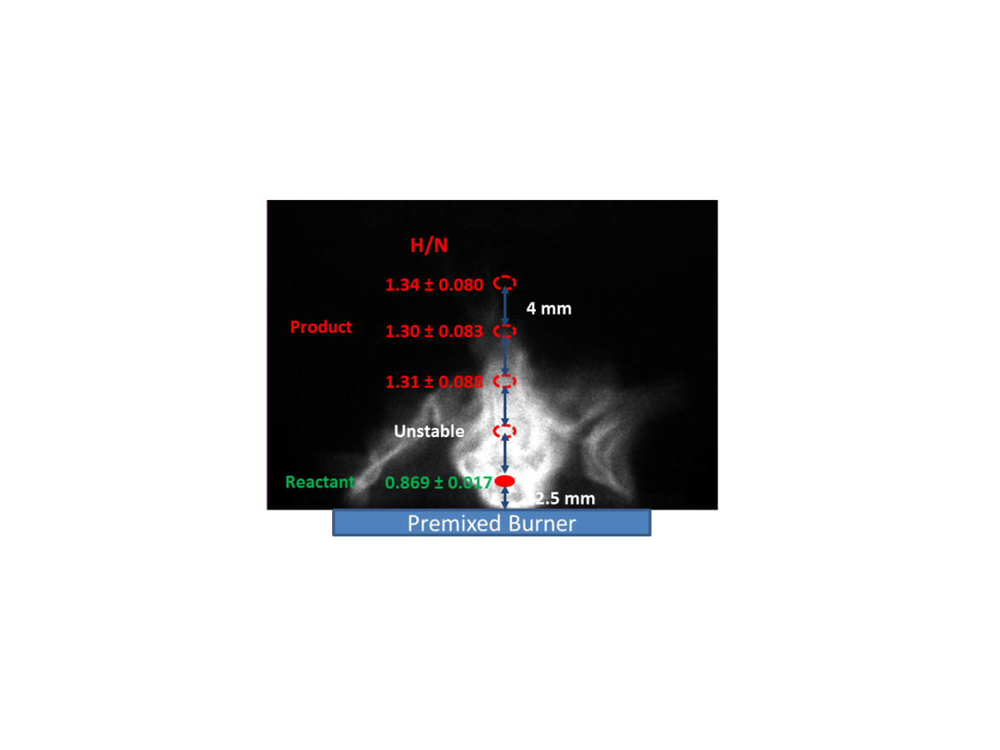 H/N
1.34 ± 0.080
4 mm
Product 1.30 ± 0.083
1.31 ± 0.088
Unstable
Reactant 0.869 ± 0.017
2.5 mm
Premixed Burner